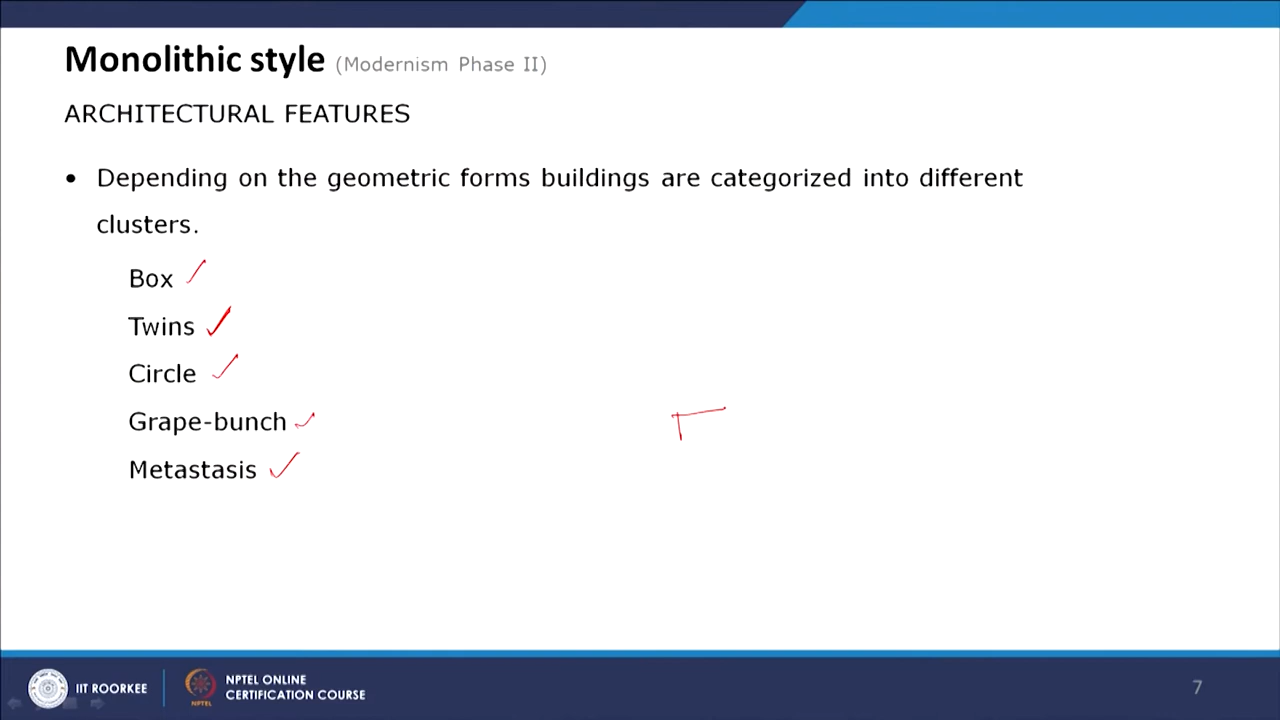 Monolithic style (Modernism Phase II)
ARCHITECTURAL FEATURES
• Depending on the geometric forms buildings are categorized into different
clusters.
Box
Twins
Circle
Grape-bunch
Metastasis
IIT ROORKEE
NPTEL
NPTEL ONLINE
CERTIFICATION COURSE
7